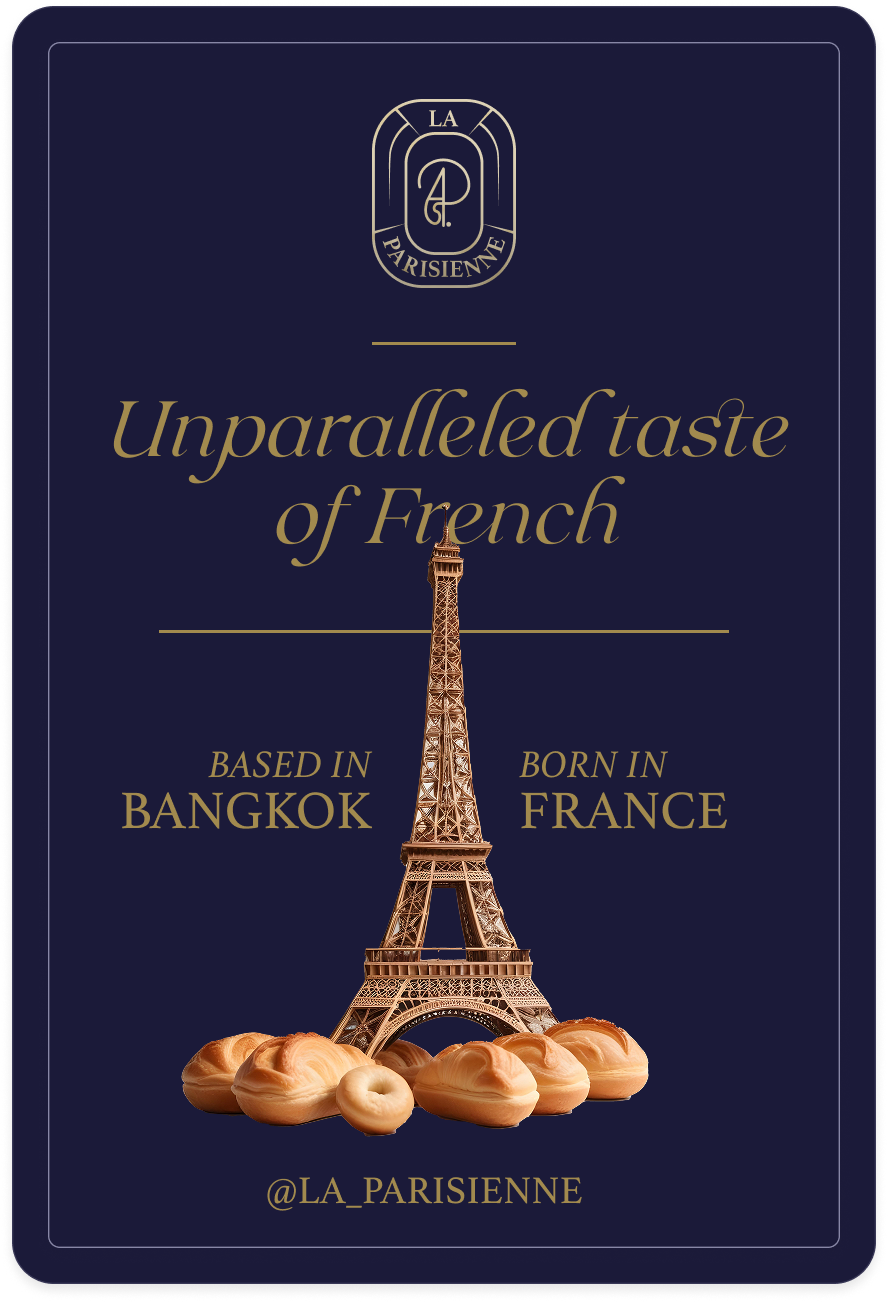 LA
PARISIENNE
Unparalleled taste
of French
BASED IN
BANGKOK
BORN IN
FRANCE
@LA_PARISIENNE